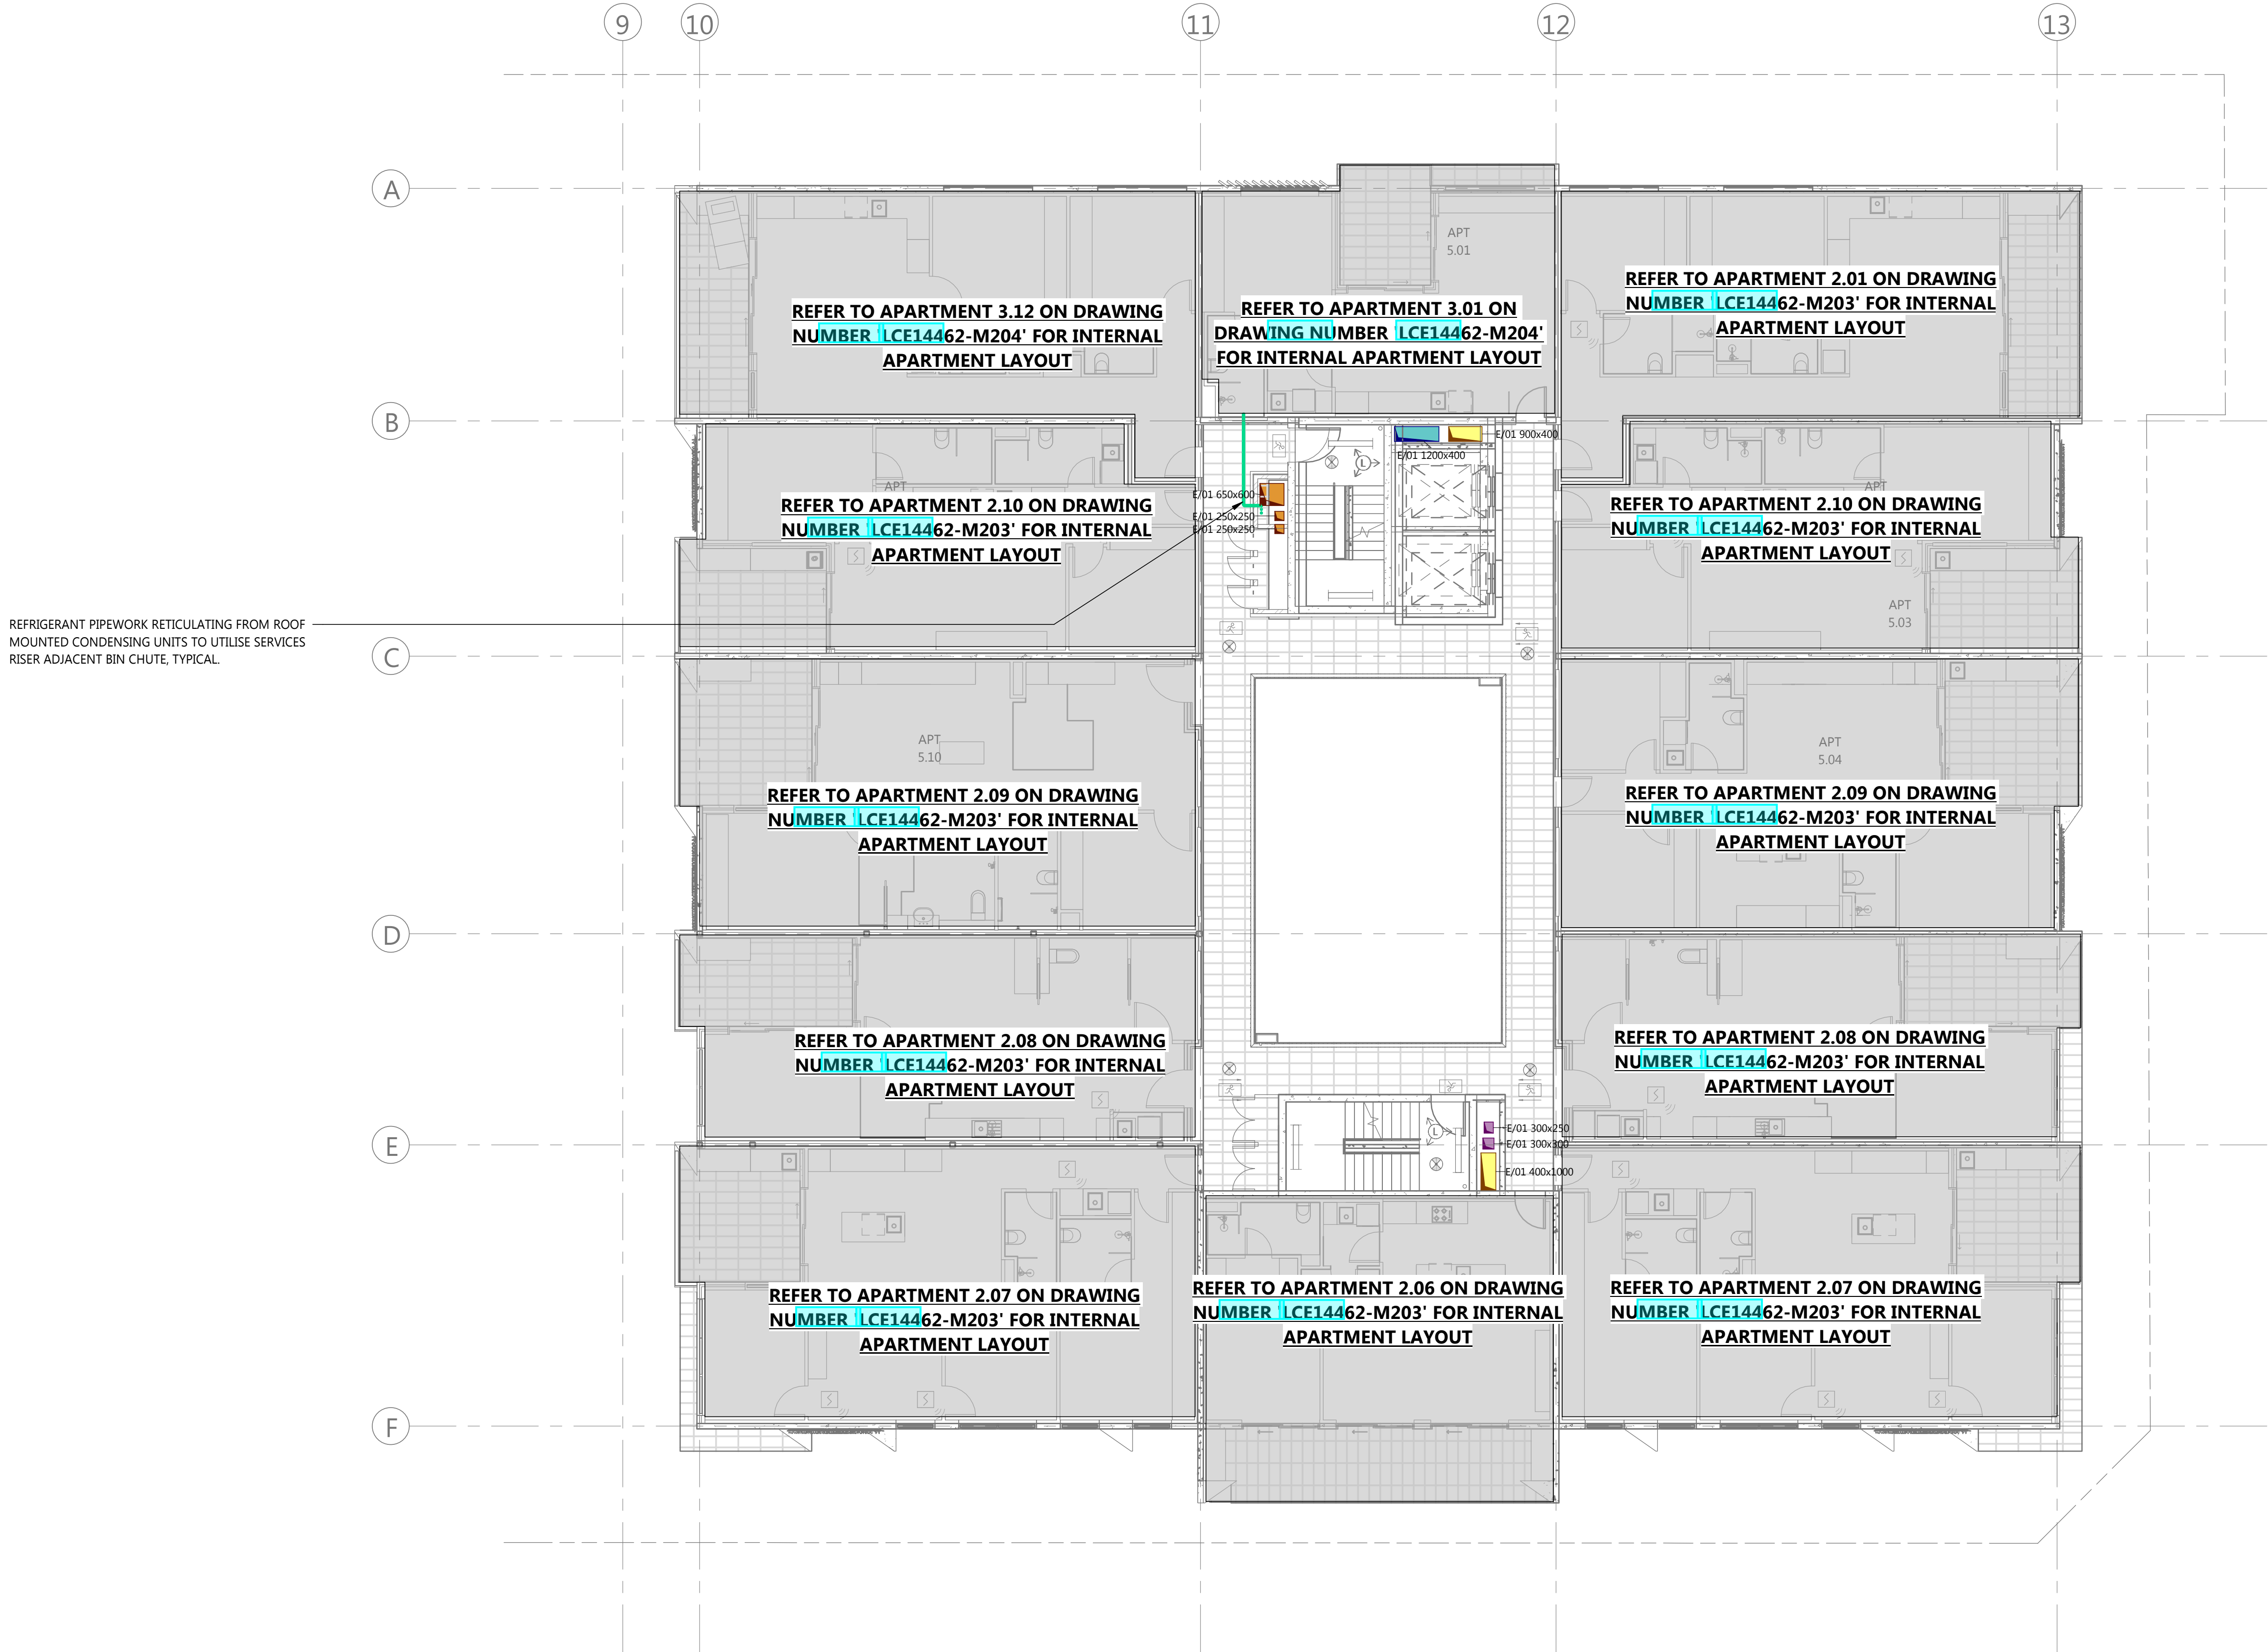 9
10
11
12
13
A
B
C
D
E
F
APT
5.01
REFER TO APARTMENT 3.12 ON DRAWING
NUMBER 'LCE14462-M204' FOR INTERNAL
APARTMENT LAYOUT
REFER TO APARTMENT 3.01 ON
DRAWING NUMBER 'LCE14462-M204'
FOR INTERNAL APARTMENT LAYOUT
REFER TO APARTMENT 2.01 ON DRAWING
NUMBER 'LCE14462-M203' FOR INTERNAL
APARTMENT LAYOUT
E/01 900x400
E/01 1200x400
L
E/01 650x600
E/01 250x250
E/01 250x250
APT
REFER TO APARTMENT 2.10 ON DRAWING
NUMBER 'LCE14462-M203' FOR INTERNAL
APARTMENT LAYOUT
APT
REFER TO APARTMENT 2.10 ON DRAWING
NUMBER 'LCE14462-M203' FOR INTERNAL
APARTMENT LAYOUT
APT
5.03
REFRIGERANT PIPEWORK RETICULATING FROM ROOF
MOUNTED CONDENSING UNITS TO UTILISE SERVICES
RISER ADJACENT BIN CHUTE, TYPICAL.
APT
5.10
REFER TO APARTMENT 2.09 ON DRAWING
NUMBER 'LCE14462-M203' FOR INTERNAL
APARTMENT LAYOUT
APT
5.04
REFER TO APARTMENT 2.09 ON DRAWING
NUMBER 'LCE14462-M203' FOR INTERNAL
APARTMENT LAYOUT
REFER TO APARTMENT 2.08 ON DRAWING
NUMBER 'LCE14462-M203' FOR INTERNAL
APARTMENT LAYOUT
REFER TO APARTMENT 2.08 ON DRAWING
NUMBER 'LCE14462-M203' FOR INTERNAL
APARTMENT LAYOUT
L
E/01 300x250
E/01 300x300
E/01 400x1000
REFER TO APARTMENT 2.07 ON DRAWING
NUMBER 'LCE14462-M203' FOR INTERNAL
APARTMENT LAYOUT
REFER TO APARTMENT 2.06 ON DRAWING
NUMBER 'LCE14462-M203' FOR INTERNAL
APARTMENT LAYOUT
REFER TO APARTMENT 2.07 ON DRAWING
NUMBER 'LCE14462-M203' FOR INTERNAL
APARTMENT LAYOUT